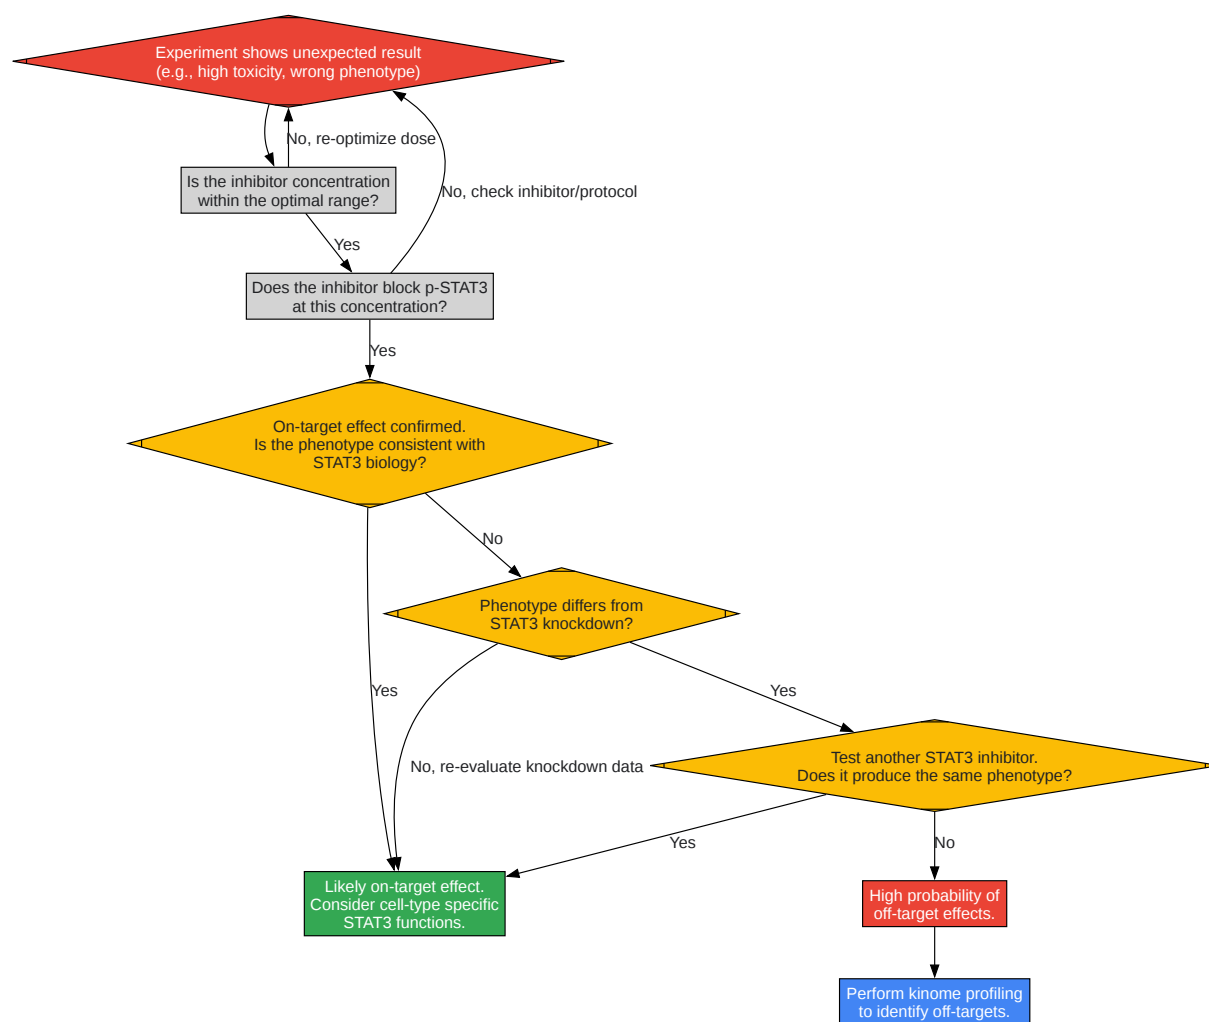 Experiment shows unexpected result
(e.g., high toxicity, wrong phenotype)
No, re-optimize dose
Is the inhibitor concentration
within the optimal range?
No, check inhibitor/protocol
Yes
Does the inhibitor block p-STAT3
at this concentration?
Yes
On-target effect confirmed.
Is the phenotype consistent with
STAT3 biology?
No
Phenotype differs from
STAT3 knockdown?
Yes
Yes
No, re-evaluate knockdown data
Test another STAT3 inhibitor.
Does it produce the same phenotype?
Yes
No
Likely on-target effect.
Consider cell-type specific
STAT3 functions.
High probability of
off-target effects.
Perform kinome profiling
to identify off-targets.